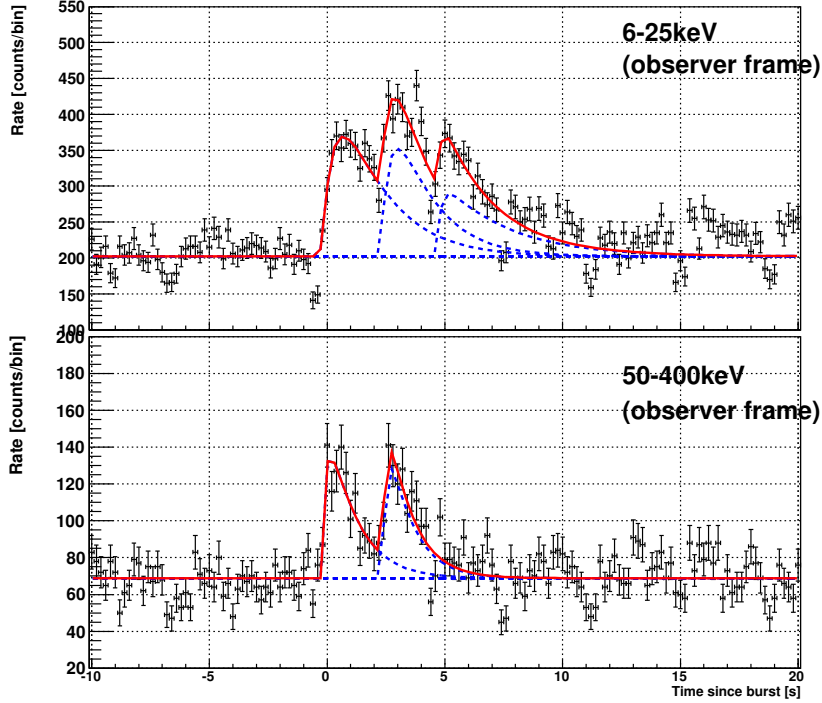 550
500
450
400
350
300
250
200
150
100
Rate [counts/bin]
6-25keV
(observer frame)
200
180
160
140
120
100
80
60
40
20
Rate [counts/bin]
50-400keV
(observer frame)
-10 -5 0 5 10 15 20
Time since burst [s]